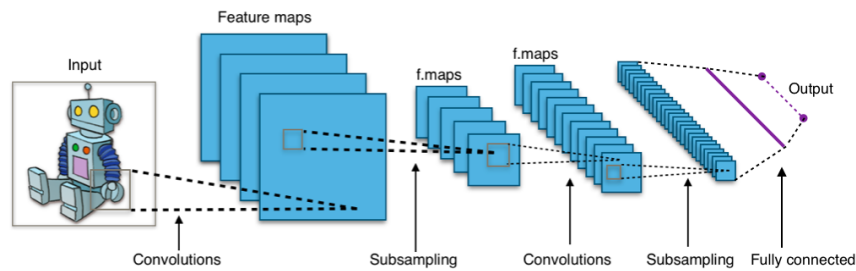 Feature maps
Input
f.maps
f.maps
Output
Convolutions
Subsampling
Convolutions
Subsampling
Fully connected